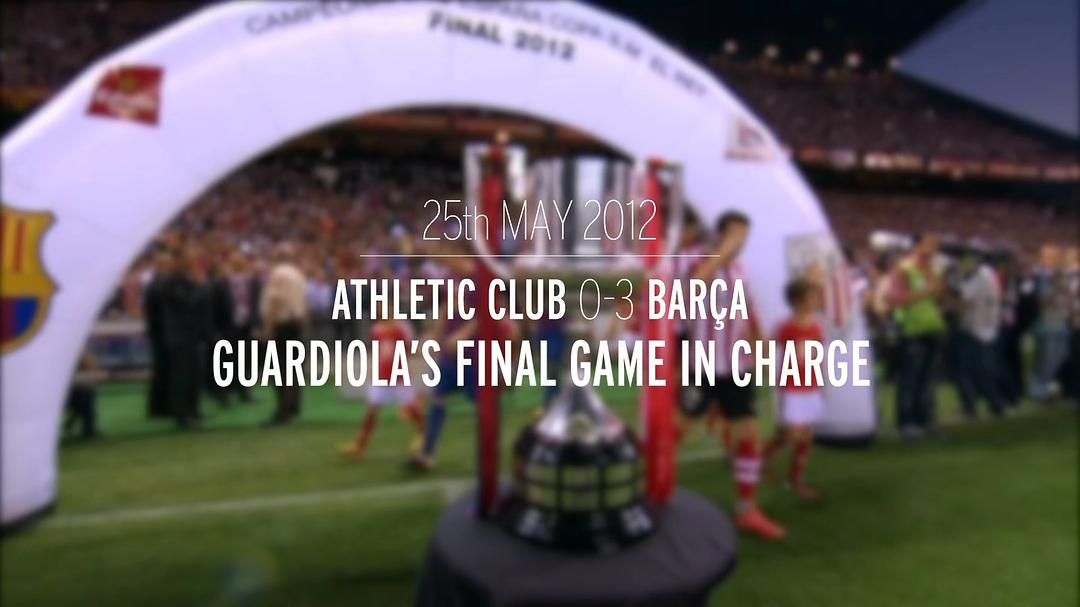 FINAL 2012
25th MAY 2012
ATHLETIC CLUB 0-3 BARÇA
GUARDIOLA'S FINAL GAME IN CHARGE